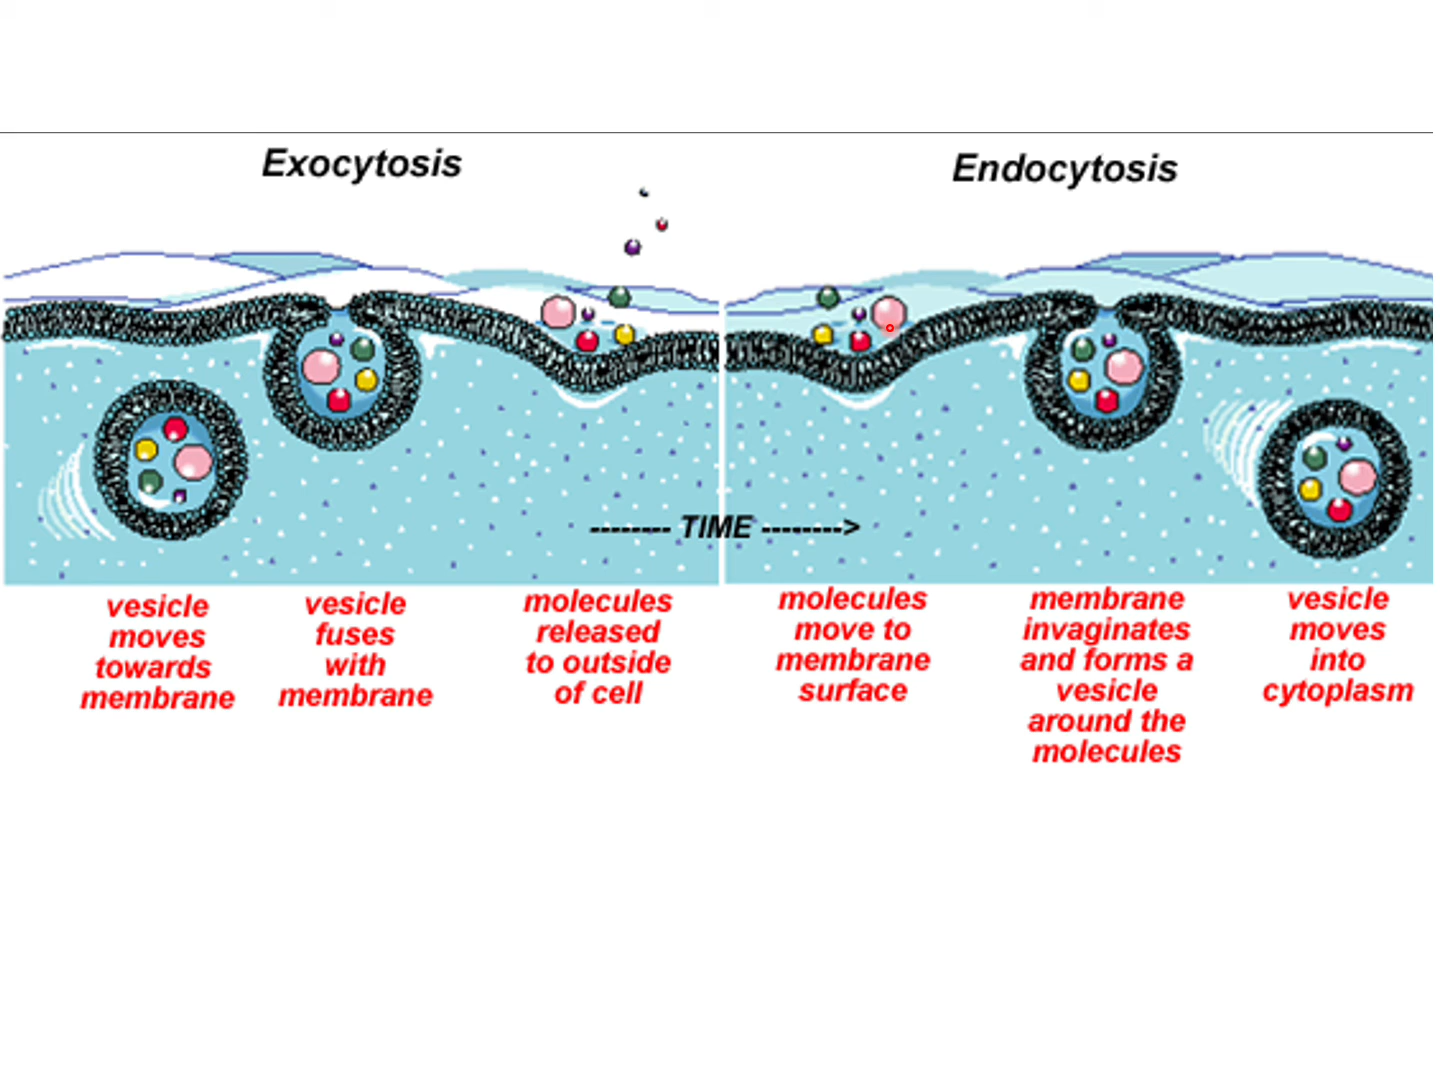 Exocytosis
Endocytosis
-------- TIME -------->
vesicle
moves
towards
membrane
vesicle
fuses
with
membrane
molecules
released
to outside
of cell
molecules
move to
membrane
surface
membrane
invaginates
and forms a
vesicle
around the
molecules
vesicle
moves
into
cytoplasm